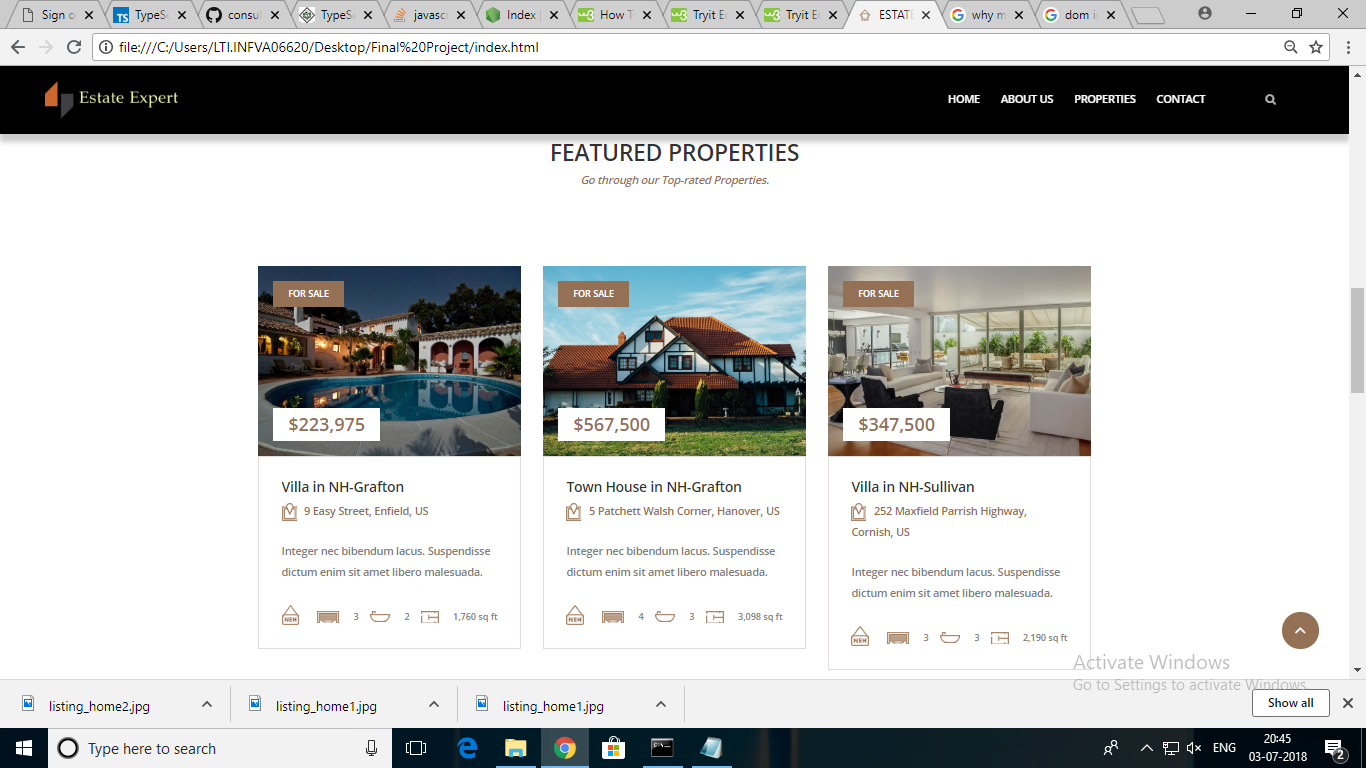 Sign o
TypeSc
consul
TypeSc
javasc
Index
How T
Tryit Ed
Tryit Ed
ESTATE
why m
dom i
file:///C:/Users/LTI.INFVA06620/Desktop/Final%20Project/index.html
Estate Expert
HOME ABOUT US PROPERTIES CONTACT
FEATURED PROPERTIES
Go through our Top-rated Properties.
FOR SALE
$223,975
Villa in NH-Grafton
9 Easy Street, Enfield, US
Integer nec bibendum lacus. Suspendisse
dictum enim sit amet libero malesuada.
NEW 3 2 1,760 sq ft
FOR SALE
$567,500
Town House in NH-Grafton
5 Patchett Walsh Corner, Hanover, US
Integer nec bibendum lacus. Suspendisse
dictum enim sit amet libero malesuada.
NEW 4 3 3,098 sq ft
FOR SALE
$347,500
Villa in NH-Sullivan
252 Maxfield Parrish Highway,
Cornish, US
Integer nec bibendum lacus. Suspendisse
dictum enim sit amet libero malesuada.
NEW 3 3 2,190 sq ft
Activate Windows
Go to Settings to activate Windows.
listing_home2.jpg
listing_home1.jpg
listing_home1.jpg
Show all
Type here to search
ENG
20:45
03-07-2018
2